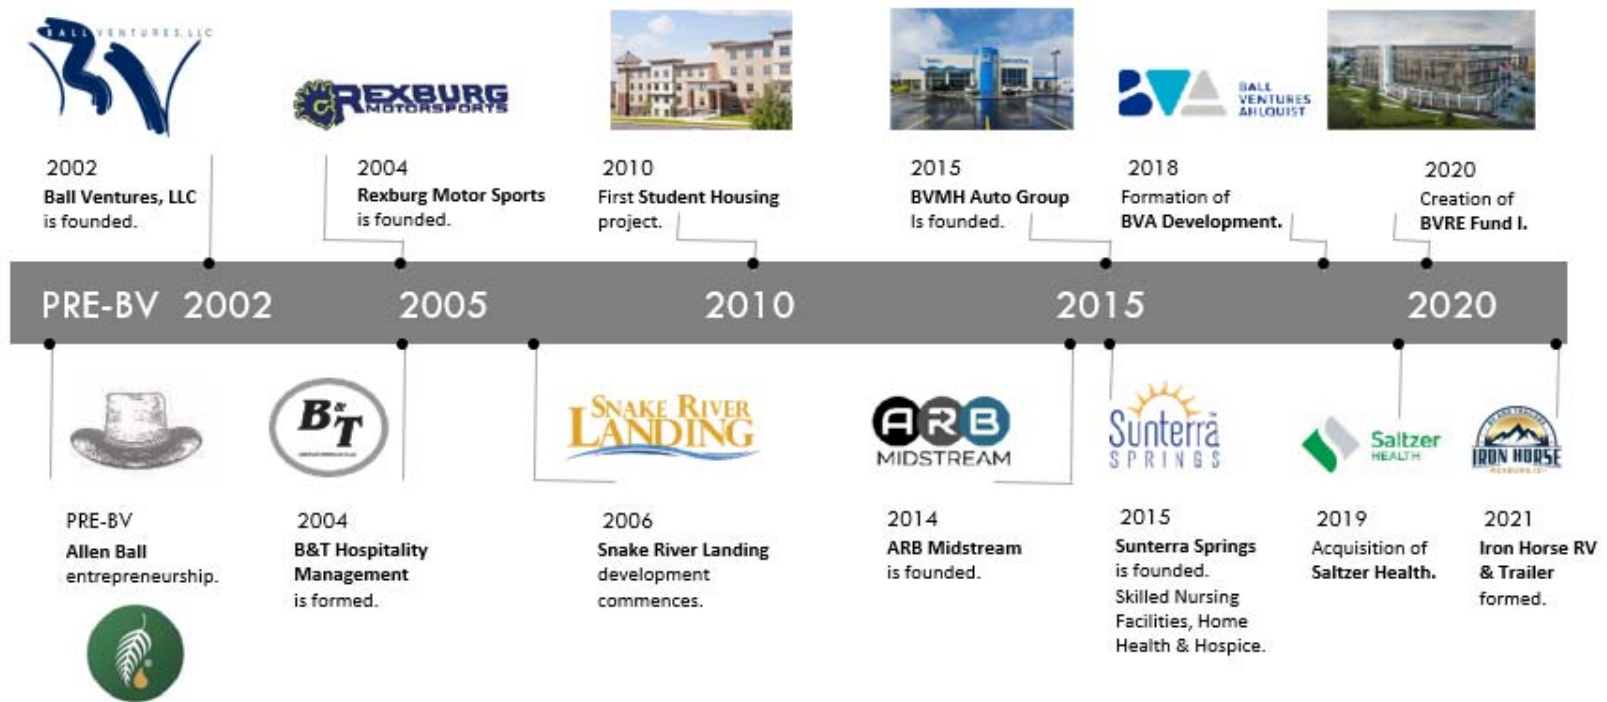 BALL VENTURES, LLC
REXBURG
MOTORSPORTS
BVA
BALL
VENTURES
AHLQUIST
2002
Ball Ventures, LLC
is founded.
2004
Rexburg Motor Sports
is founded.
2010
First Student Housing
project.
2015
BVMH Auto Group
Is founded.
2018
Formation of
BVA Development.
2020
Creation of
BVRE Fund I.
PRE-BV 2002 2005 2010 2015 2020
B&T
SNAKE RIVER
LANDING
ARB
MIDSTREAM
Sunterra
SPRINGS
Saltzer
HEALTH
IRON HORSE
PRE-BV
Allen Ball
entrepreneurship.
2004
B&T Hospitality
Management
is formed.
2006
Snake River Landing
development
commences.
2014
ARB Midstream
is founded.
2015
Sunterra Springs
is founded.
Skilled Nursing
Facilities, Home
Health & Hospice.
2019
Acquisition of
Saltzer Health.
2021
Iron Horse RV
& Trailer
formed.